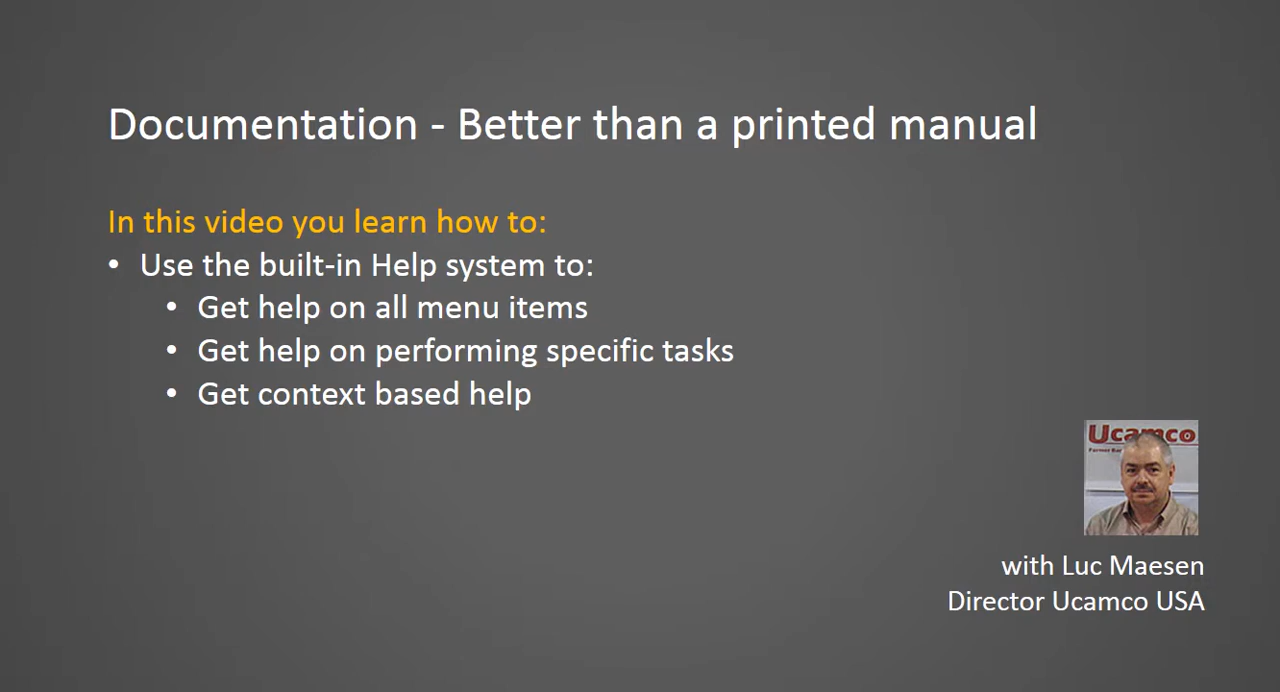 Documentation - Better than a printed manual
In this video you learn how to:
• Use the built-in Help system to:
• Get help on all menu items
• Get help on performing specific tasks
• Get context based help
Ucamco
with Luc Maesen
Director Ucamco USA